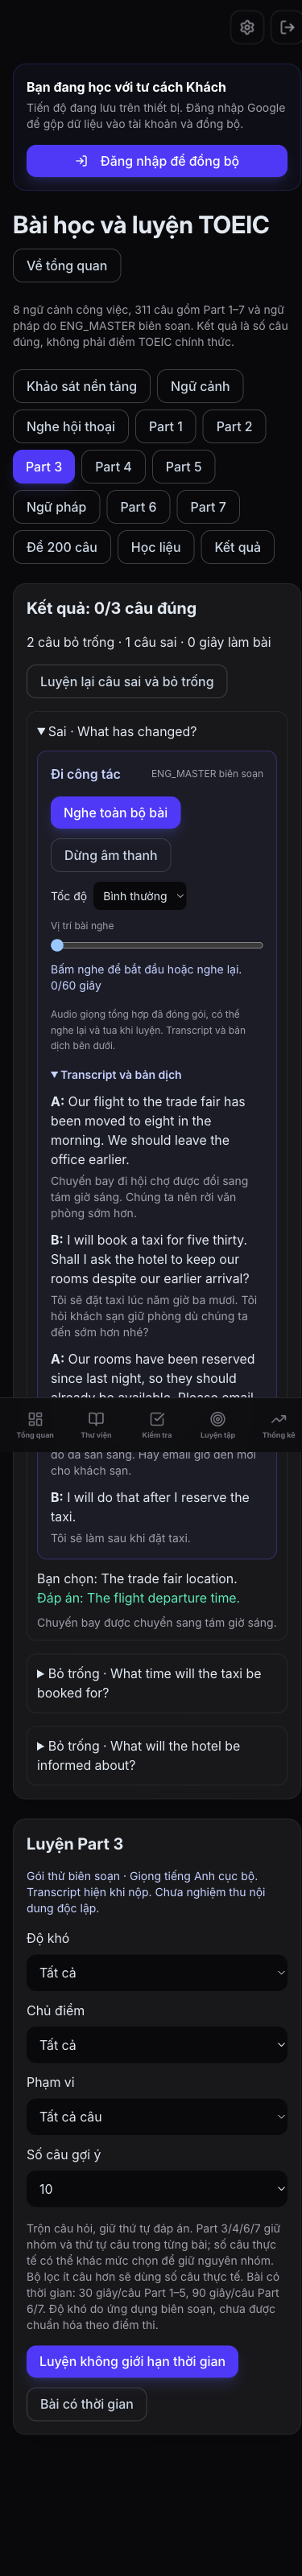 Bạn đang học với tư cách Khách
Tiến độ đang lưu trên thiết bị. Đăng nhập Google
để gộp dữ liệu vào tài khoản và đồng bộ.
Đăng nhập để đồng bộ
Bài học và luyện TOEIC
Về tổng quan
8 ngữ cảnh công việc, 311 câu gồm Part 1–7 và ngữ
pháp do ENG_MASTER biên soạn. Kết quả là số câu
đúng, không phải điểm TOEIC chính thức.
Khảo sát nền tảng
Ngữ cảnh
Nghe hội thoại
Part 1
Part 2
Part 3
Part 4
Part 5
Ngữ pháp
Part 6
Part 7
Đề 200 câu
Học liệu
Kết quả
Kết quả: 0/3 câu đúng
2 câu bỏ trống · 1 câu sai · 0 giây làm bài
Luyện lại câu sai và bỏ trống
▼ Sai · What has changed?
Đi công tác
ENG_MASTER biên soạn
Nghe toàn bộ bài
Dừng âm thanh
Tốc độ
Bình thường
Vị trí bài nghe
Bấm nghe để bắt đầu hoặc nghe lại.
0/60 giây
Audio giọng tổng hợp đã đóng gói, có thể
nghe lại và tua khi luyện. Transcript và bản
dịch bên dưới.
▼ Transcript và bản dịch
A: Our flight to the trade fair has
been moved to eight in the
morning. We should leave the
office earlier.
Chuyến bay đi hội chợ được đổi sang
tám giờ sáng. Chúng ta nên rời văn
phòng sớm hơn.
B: I will book a taxi for five thirty.
Shall I ask the hotel to keep our
rooms despite our earlier arrival?
Tôi sẽ đặt taxi lúc năm giờ ba mươi. Tôi
hỏi khách sạn giữ phòng dù chúng ta
đến sớm hơn nhé?
A: Our rooms have been reserved
since last night, so they should
already be available. Please email
Tổng quan
Thư viện
Kiểm tra
Luyện tập
Thống kê
do đã sẵn sàng. Hãy email giờ đến mới
cho khách sạn.
B: I will do that after I reserve the
taxi.
Tôi sẽ làm sau khi đặt taxi.
Bạn chọn: The trade fair location.
Đáp án: The flight departure time.
Chuyến bay được chuyển sang tám giờ sáng.
▶ Bỏ trống · What time will the taxi be
booked for?
▶ Bỏ trống · What will the hotel be
informed about?
Luyện Part 3
Gói thử biên soạn · Giọng tiếng Anh cục bộ.
Transcript hiện khi nộp. Chưa nghiệm thu nội
dung độc lập.
Độ khó
Tất cả
Chủ điểm
Tất cả
Phạm vi
Tất cả câu
Số câu gợi ý
10
Trộn câu hỏi, giữ thứ tự đáp án. Part 3/4/6/7 giữ
nhóm và thứ tự câu trong từng bài; số câu thực
tế có thể khác mức chọn để giữ nguyên nhóm.
Bộ lọc ít câu hơn sẽ dùng số câu thực tế. Bài có
thời gian: 30 giây/câu Part 1–5, 90 giây/câu Part
6/7. Độ khó do ứng dụng biên soạn, chưa được
chuẩn hóa theo điểm thi.
Luyện không giới hạn thời gian
Bài có thời gian